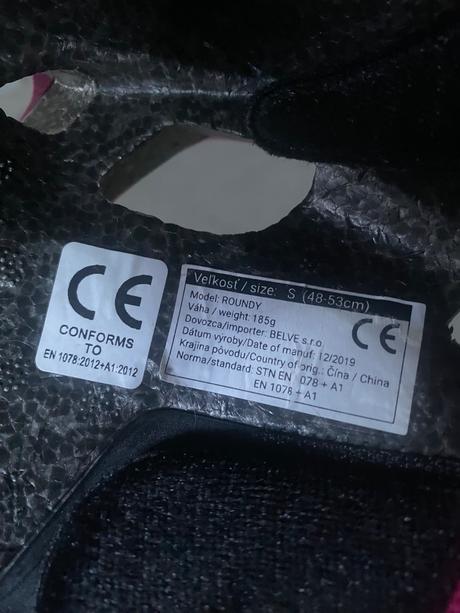 CE
CONFORMS
TO
EN 1078:2012+A1:2012
Veľkosť / size: S (48-53cm)
Model: ROUNDY
Váha / weight: 185g
Dovozca/importer: BELVE s.r.o.
Dátum výroby/Date of manuf: 12/2019
Krajina pôvodu/Country of orig.: Čína / China
Norma/standard: STN EN 1078 + A1
EN 1078 + A1
CE